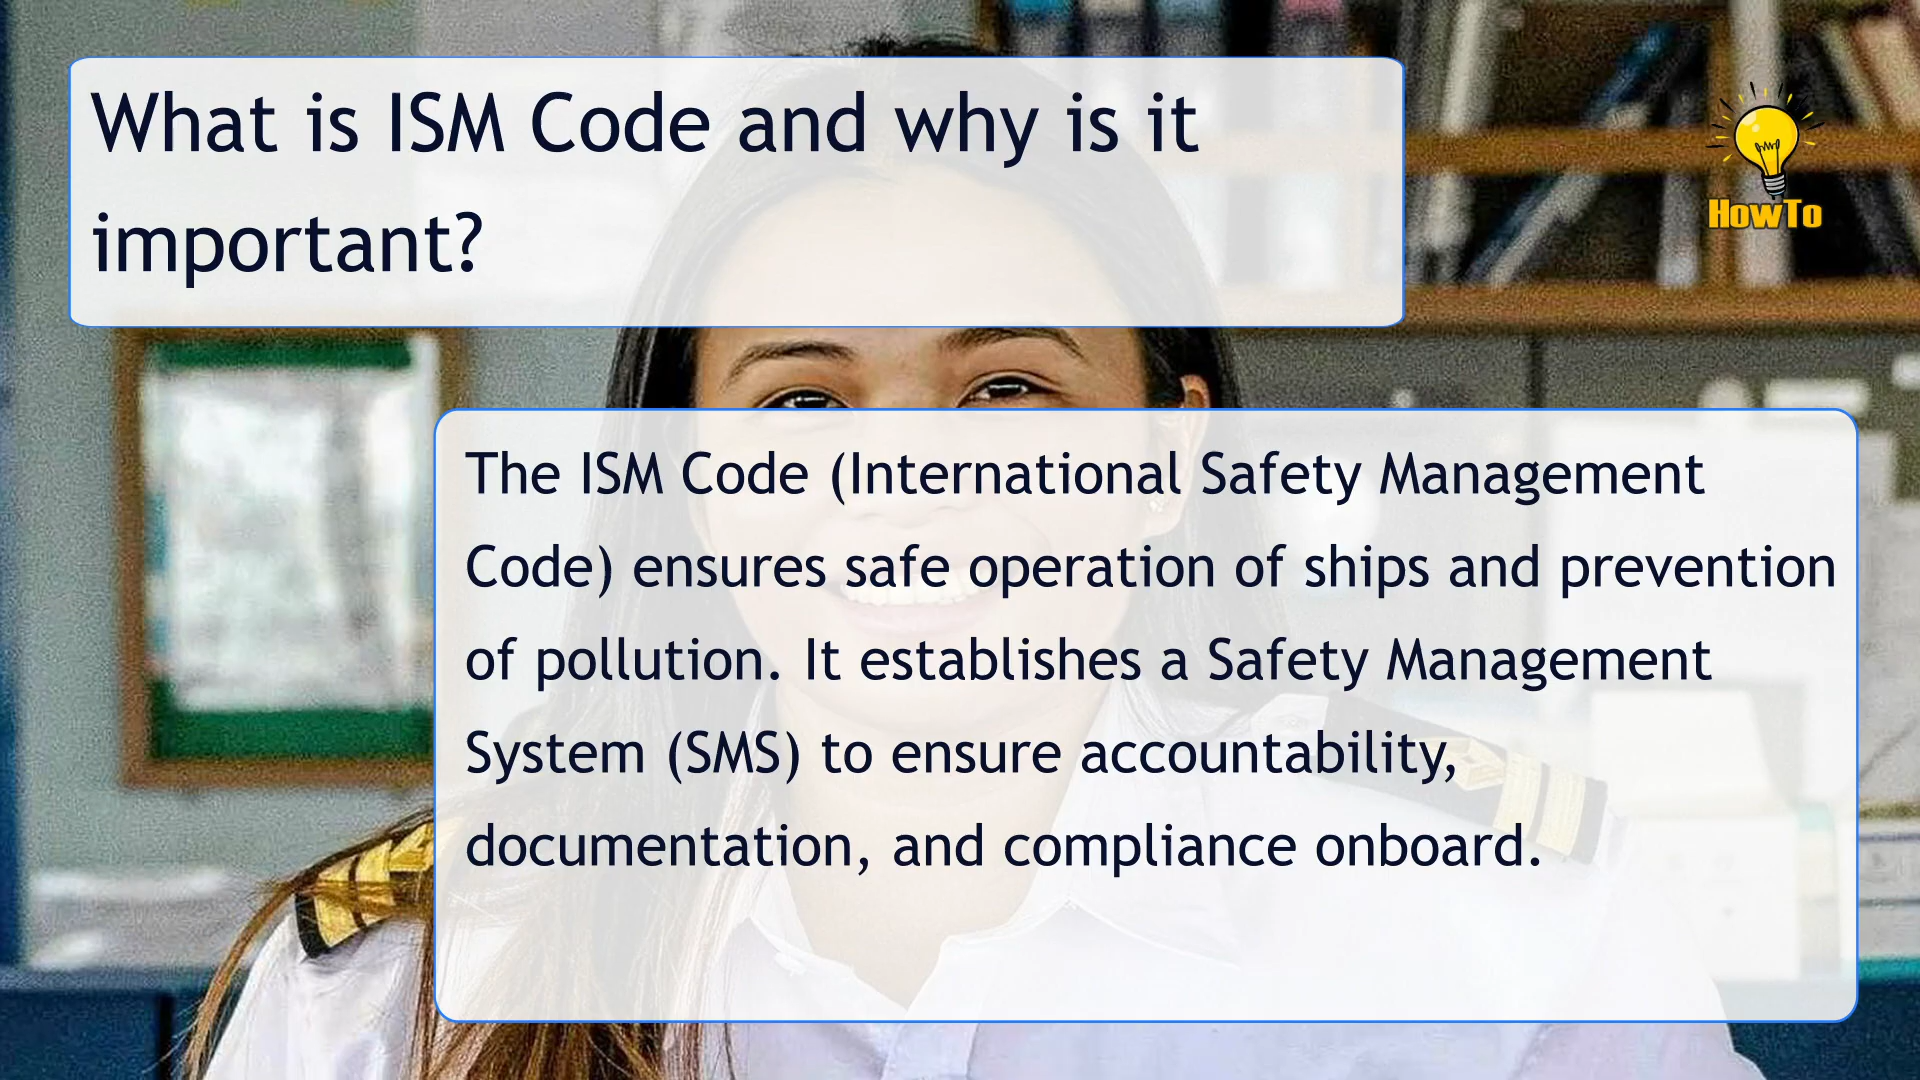 What is ISM Code and why is it
important?
HowTo
The ISM Code (International Safety Management
Code) ensures safe operation of ships and prevention
of pollution. It establishes a Safety Management
System (SMS) to ensure accountability,
documentation, and compliance onboard.